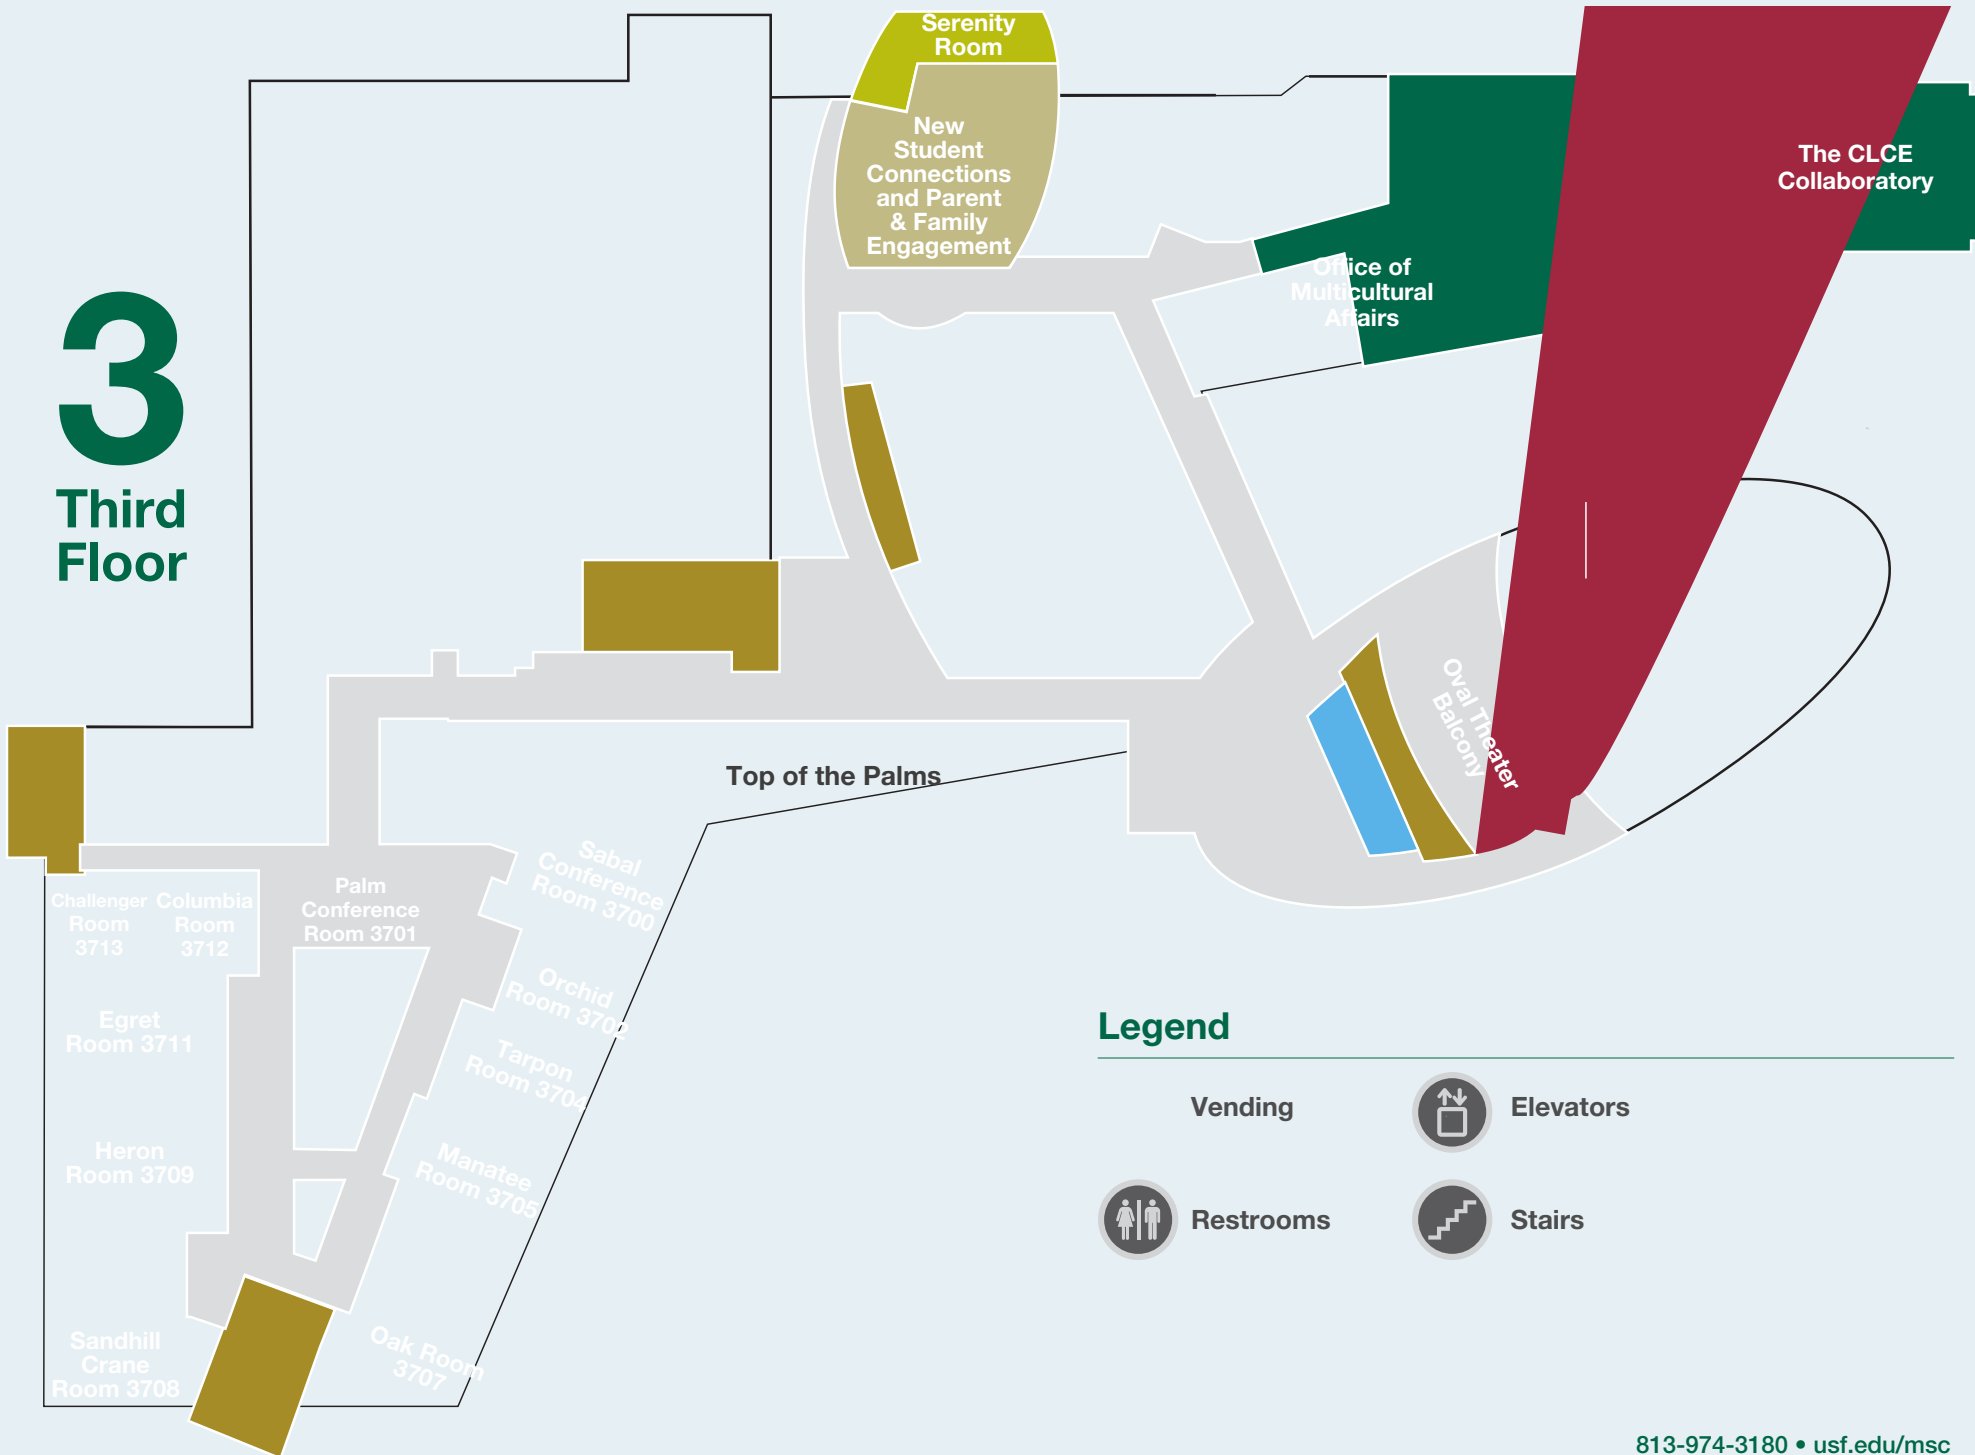 Serenity
Room
New
Student
Connections
and Parent
& Family
Engagement
The CLCE
Collaboratory
Office of
Multicultural
Affairs
3
Third
Floor
Oval Theater
Balcony
Top of the Palms
Sabal
Conference
Room 3700
Challenger
Room
3713
Columbia
Room
3712
Palm
Conference
Room 3701
Orchid
Room 3702
Egret
Room 3711
Tarpon
Room 3704
Heron
Room 3709
Manatee
Room 3705
Sandhill
Crane
Room 3708
Oak Room
3707
Legend
Vending
Elevators
Restrooms
Stairs
813-974-3180 • usf.edu/msc